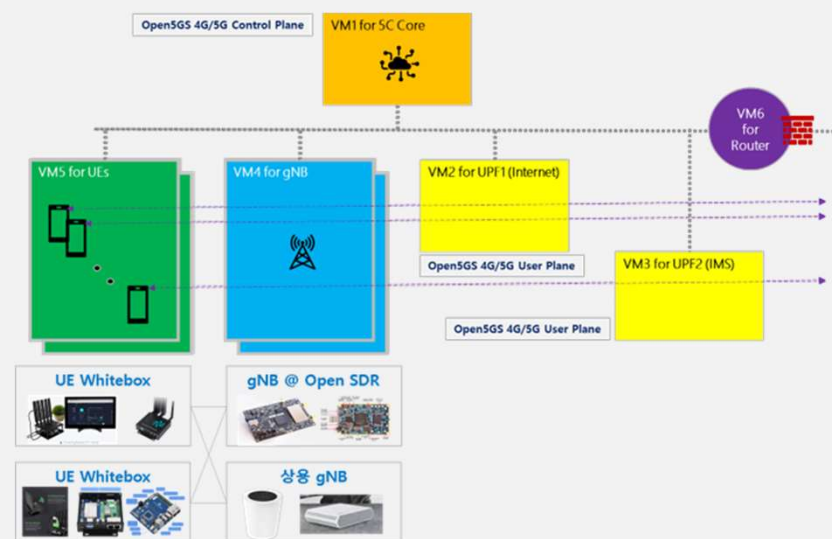 Open5GS 4G/5G Control Plane
VM1 for 5C Core
VM6
for
Router
VM5 for UEs
VM4 for gNB
VM2 for UPF1 (Internet)
Open5GS 4G/5G User Plane
VM3 for UPF2 (IMS)
Open5GS 4G/5G User Plane
UE Whitebox
gNB @ Open SDR
UE Whitebox
상용 gNB